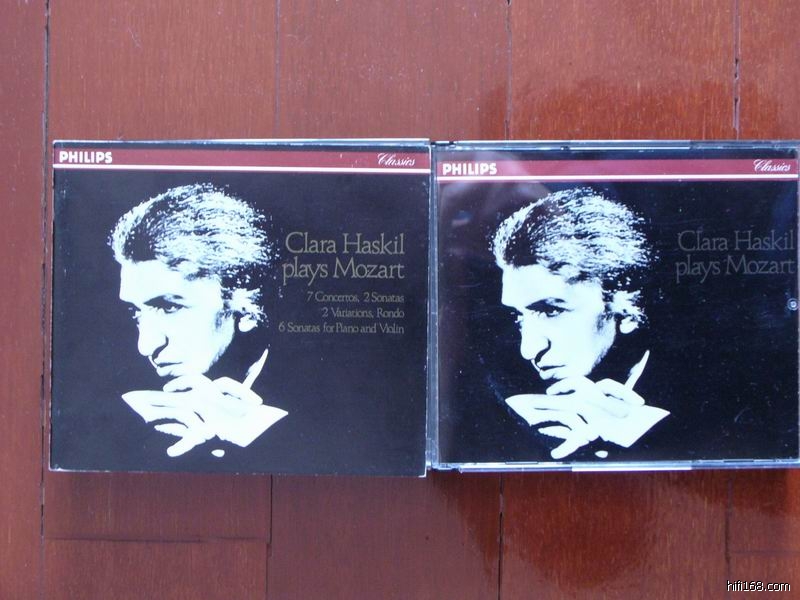 PHILIPS Classics
Clara Haskil
plays Mozart
7 Concertos, 2 Sonatas
2 Variations, Rondo
6 Sonatas for Piano and Violin
PHILIPS Classics
Clara Haskil
plays Mozart
hifi168.com